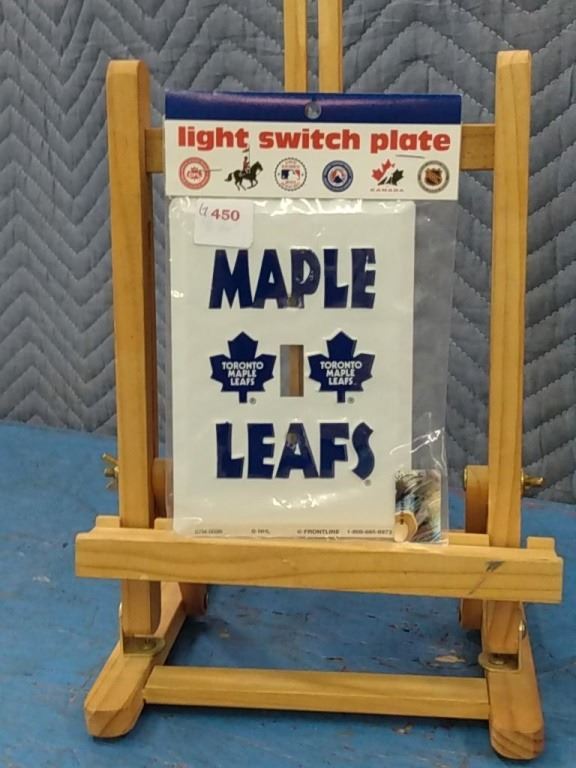 light switch plate
CANADA
450
MAPLE
TORONTO MAPLE LEAFS ®
TORONTO MAPLE LEAFS ®
LEAFS ®
© NHL © FRONTLINE